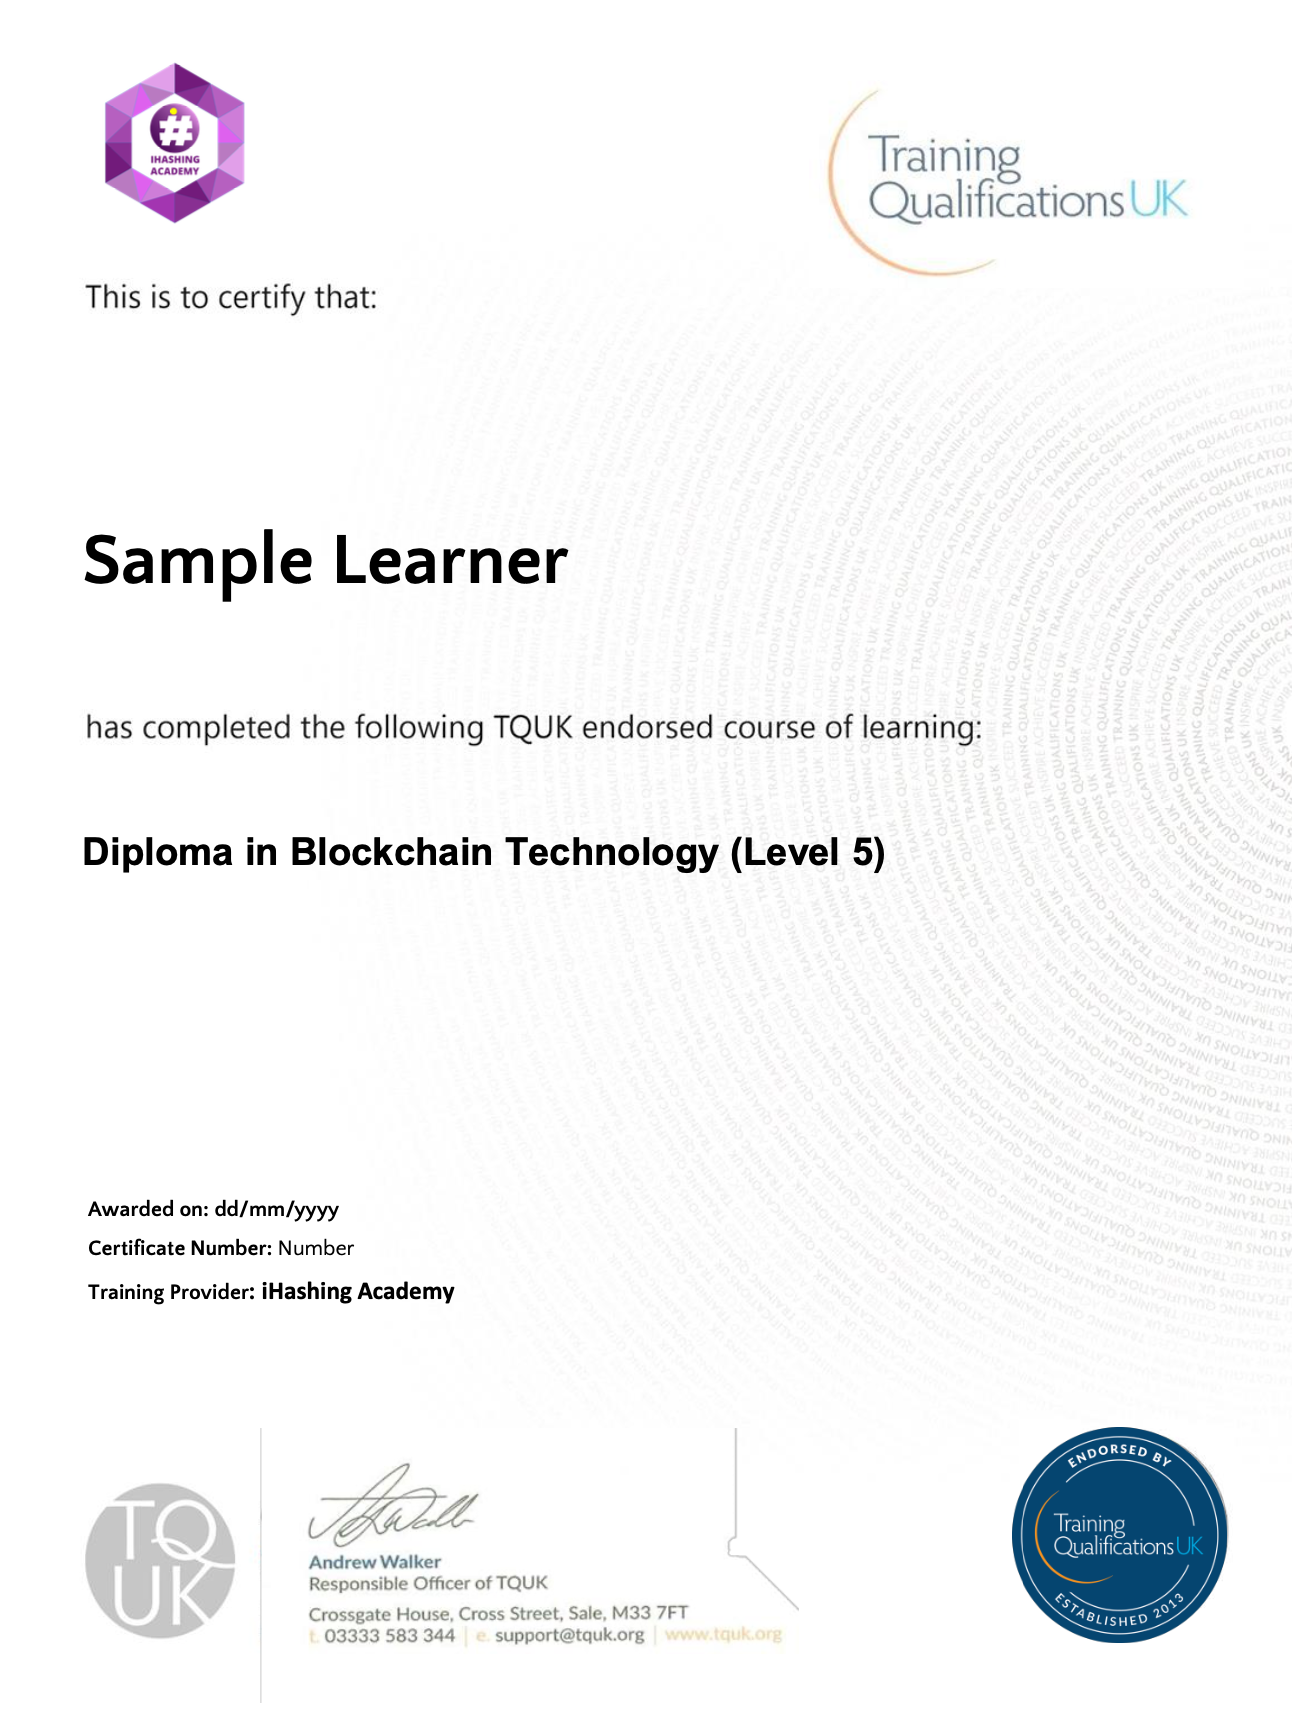 #
IHASHING
ACADEMY
Training
Qualifications UK
This is to certify that:
Sample Learner
has completed the following TQUK endorsed course of learning:
Diploma in Blockchain Technology (Level 5)
Awarded on: dd/mm/yyyy
Certificate Number: Number
Training Provider: iHashing Academy
TQ
UK
Andrew Walker
Responsible Officer of TQUK
Crossgate House, Cross Street, Sale, M33 7FT
t. 03333 583 344 | e. support@tquk.org | www.tquk.org
ENDORSED BY
Training
Qualifications UK
ESTABLISHED 2013